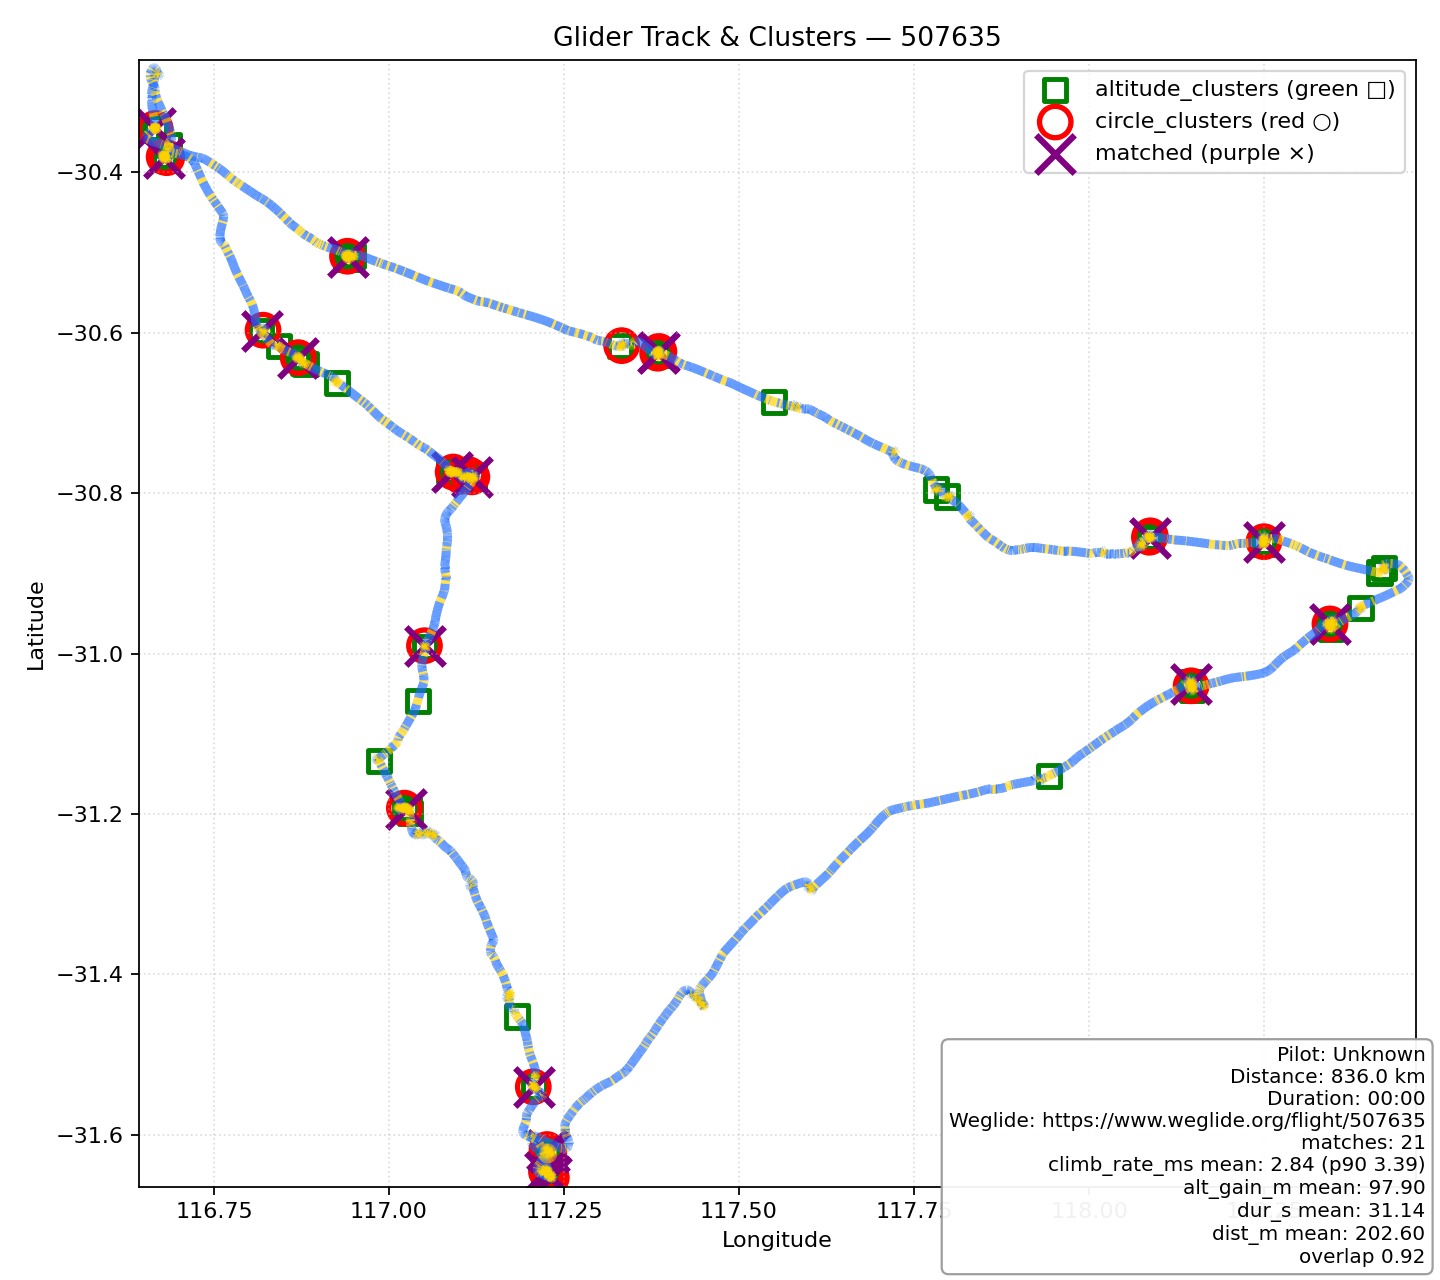 Glider Track & Clusters — 507635
altitude_clusters (green □)
circle_clusters (red ○)
matched (purple ×)
Latitude
−30.4
−30.6
−30.8
−31.0
−31.2
−31.4
−31.6
116.75 117.00 117.25 117.50 117.75 118.00
Longitude
Pilot: Unknown
Distance: 836.0 km
Duration: 00:00
Weglide: https://www.weglide.org/flight/507635
matches: 21
climb_rate_ms mean: 2.84 (p90 3.39)
alt_gain_m mean: 97.90
dur_s mean: 31.14
dist_m mean: 202.60
overlap 0.92